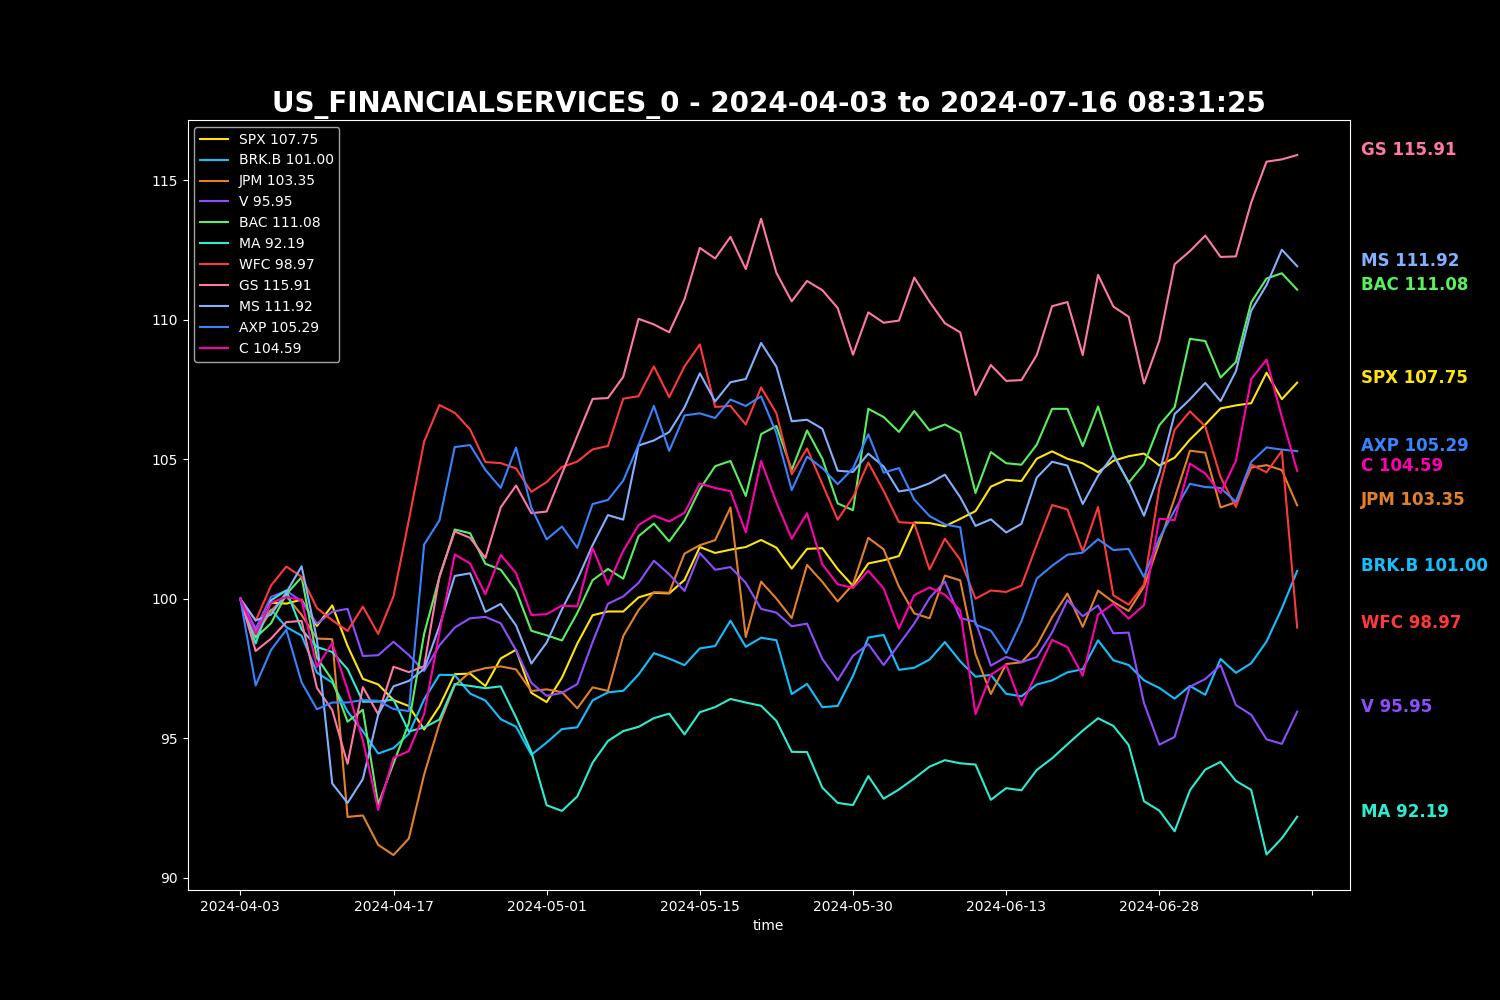 US_FINANCIALSERVICES_0 - 2024-04-03 to 2024-07-16 08:31:25
SPX 107.75
BRK.B 101.00
JPM 103.35
V 95.95
BAC 111.08
MA 92.19
WFC 98.97
GS 115.91
MS 111.92
AXP 105.29
C 104.59
115
110
105
100
95
90
GS 115.91
MS 111.92
BAC 111.08
SPX 107.75
AXP 105.29
C 104.59
JPM 103.35
BRK.B 101.00
WFC 98.97
V 95.95
MA 92.19
2024-04-03 2024-04-17 2024-05-01 2024-05-15 2024-05-30 2024-06-13 2024-06-28
time